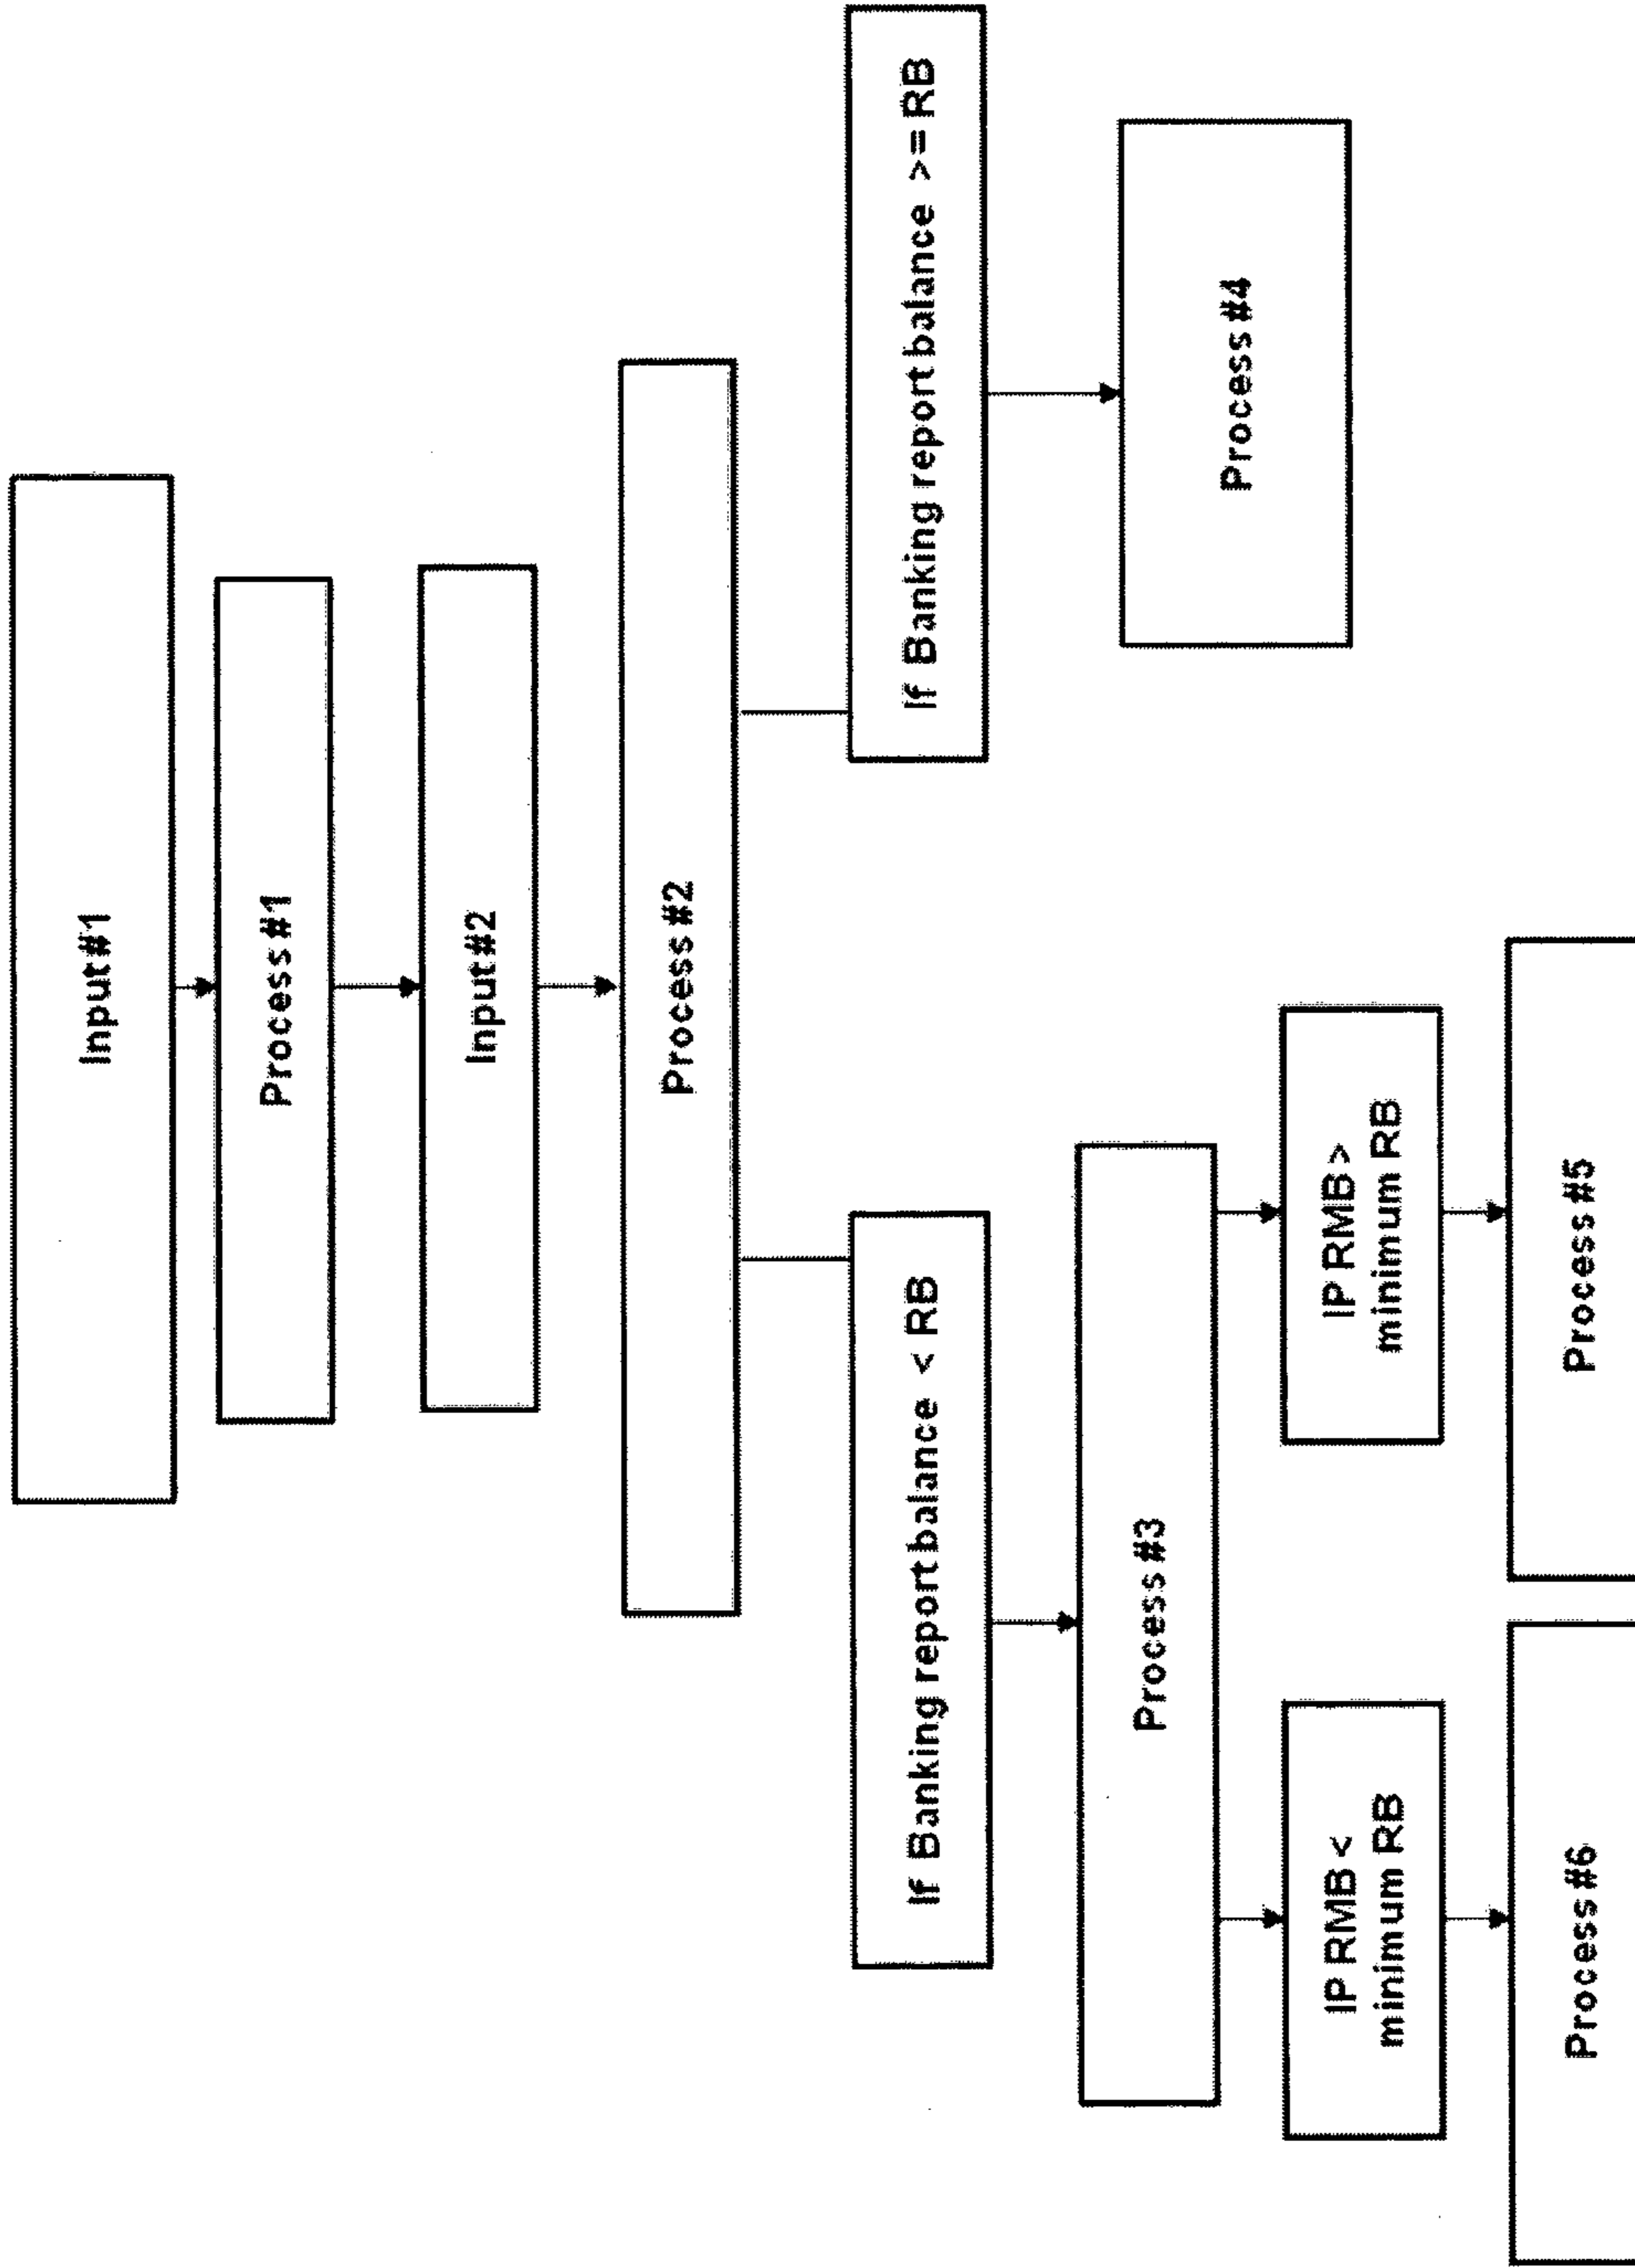 Input#1
Process#1
Input#2
Process#2
If Banking report balance < RB
If Banking report balance >=RB
Process#3
Process#4
IP RMB <
minimum RB
IP RMB >
minimum RB
Process#6
Process#5